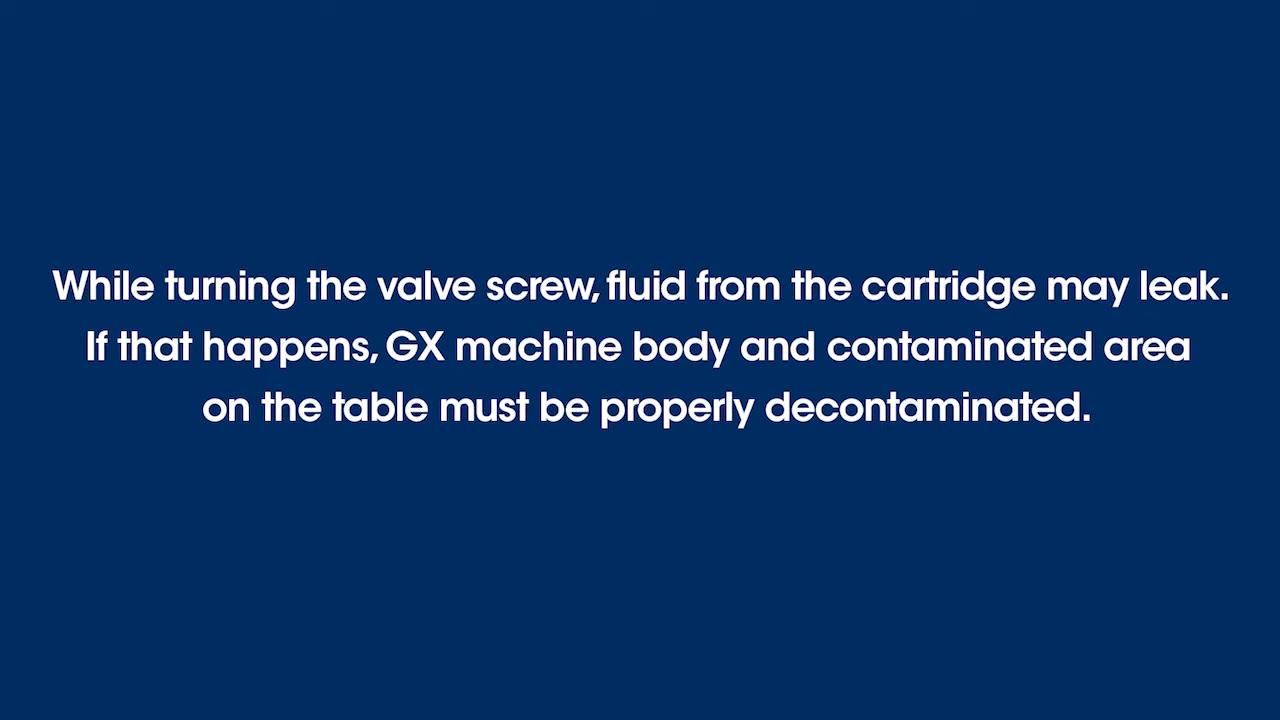 While turning the valve screw, fluid from the cartridge may leak.
If that happens, GX machine body and contaminated area
on the table must be properly decontaminated.